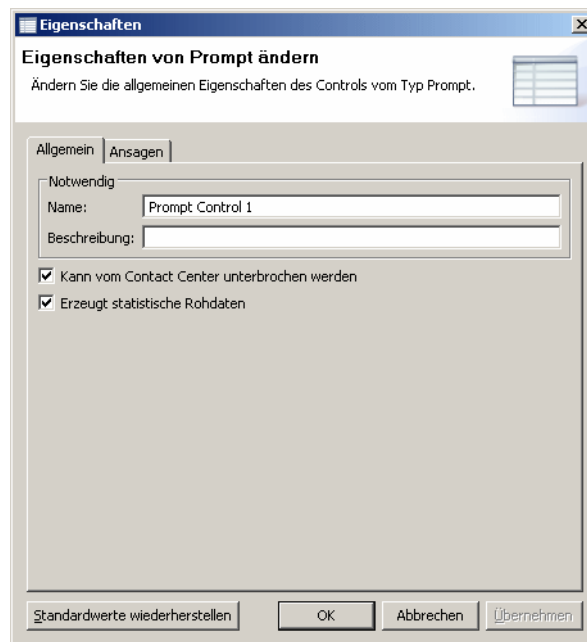 Eigenschaften
Eigenschaften von Prompt ändern
Ändern Sie die allgemeinen Eigenschaften des Controls vom Typ Prompt.
Allgemein Ansagen
Notwendig
Name: Prompt Control 1
Beschreibung:
Kann vom Contact Center unterbrochen werden
Erzeugt statistische Rohdaten
Standardwerte wiederherstellen OK Abbrechen Übernehmen